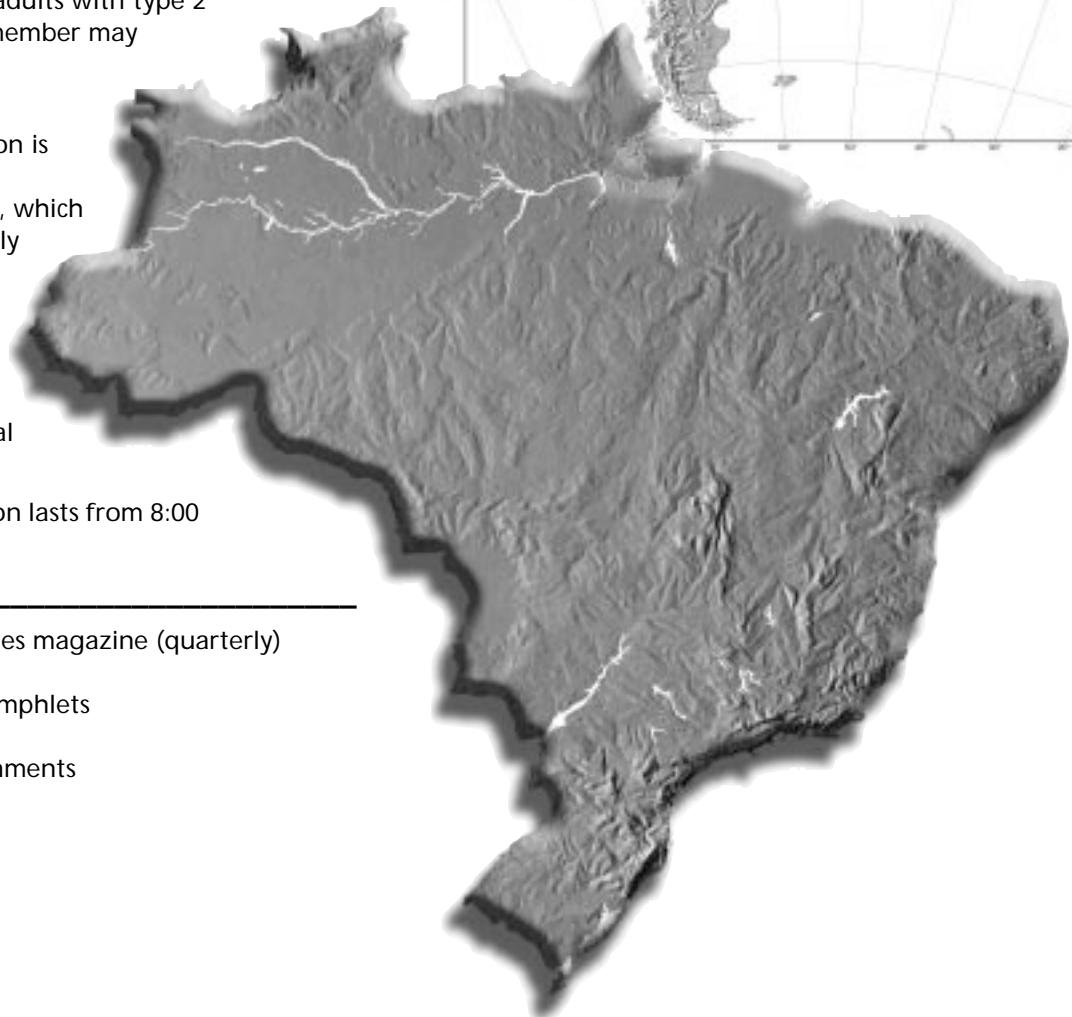 adults with type 2
member may
on is
, which
ly
al
on lasts from 8:00
es magazine (quarterly)
mphlets
nments